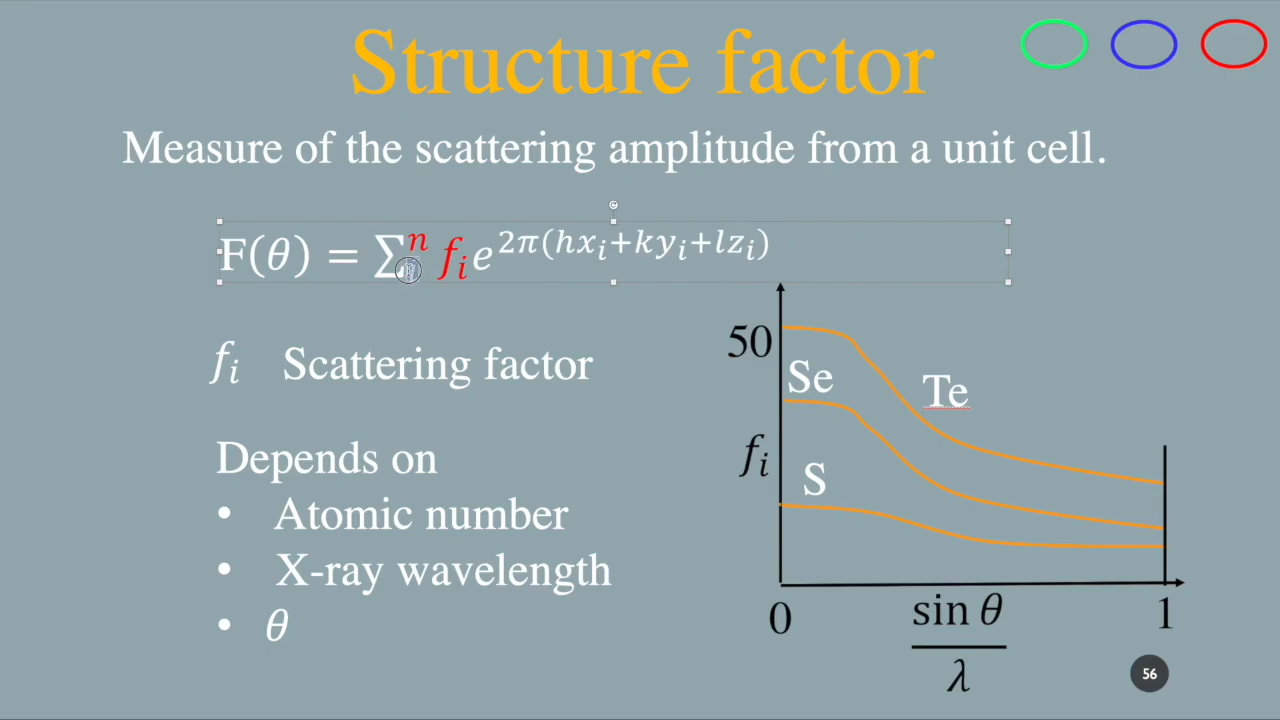 Structure factor
Measure of the scattering amplitude from a unit cell.
F(θ) = ∑ⁿ fᵢe^{2π(hxᵢ+kyᵢ+lzᵢ)}
fᵢ Scattering factor
Depends on
• Atomic number
• X-ray wavelength
• θ
50
Se
Te
fᵢ
S
0
sin θ
λ
1
56